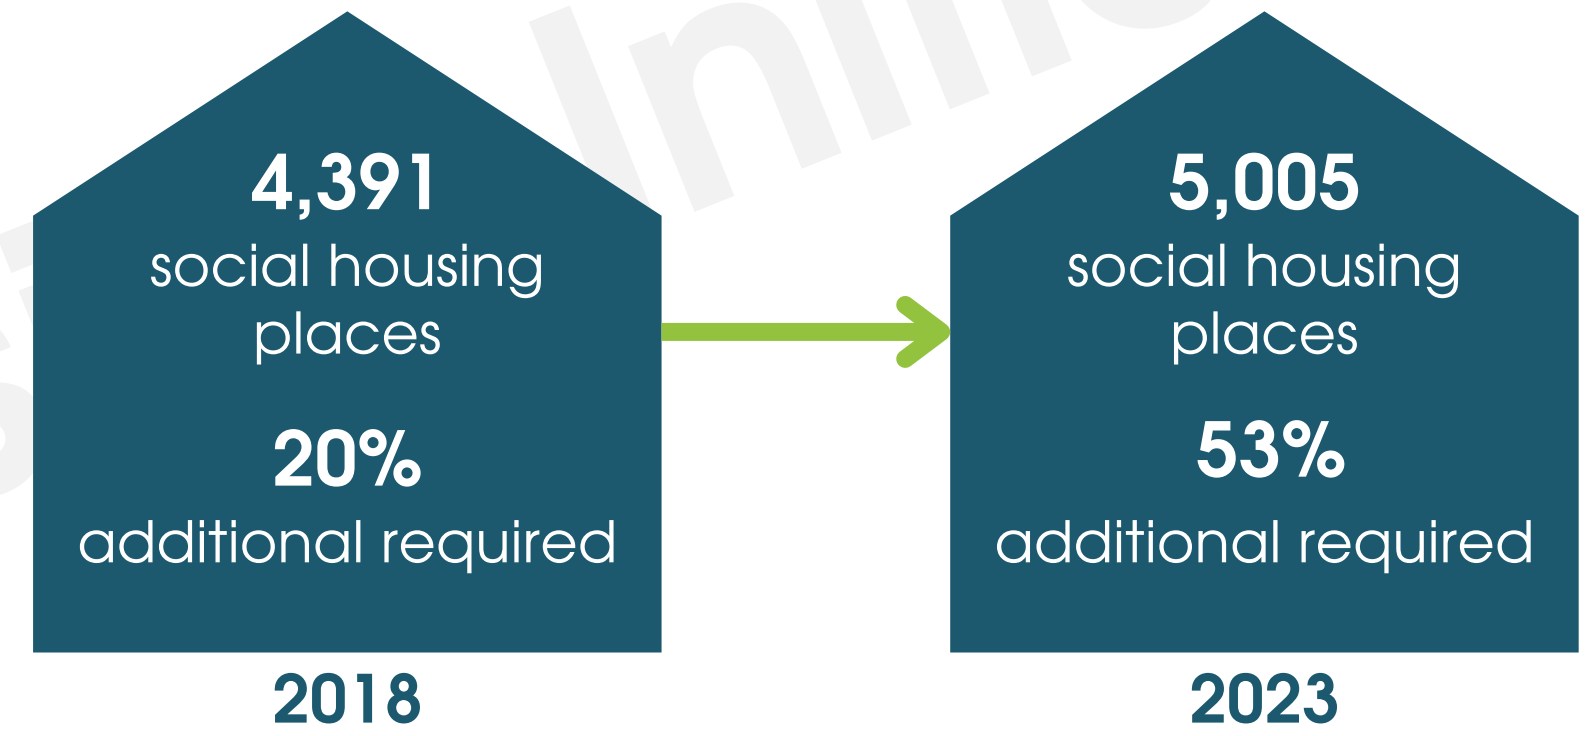 4,391
social housing
places
20%
additional required
2018
5,005
social housing
places
53%
additional required
2023